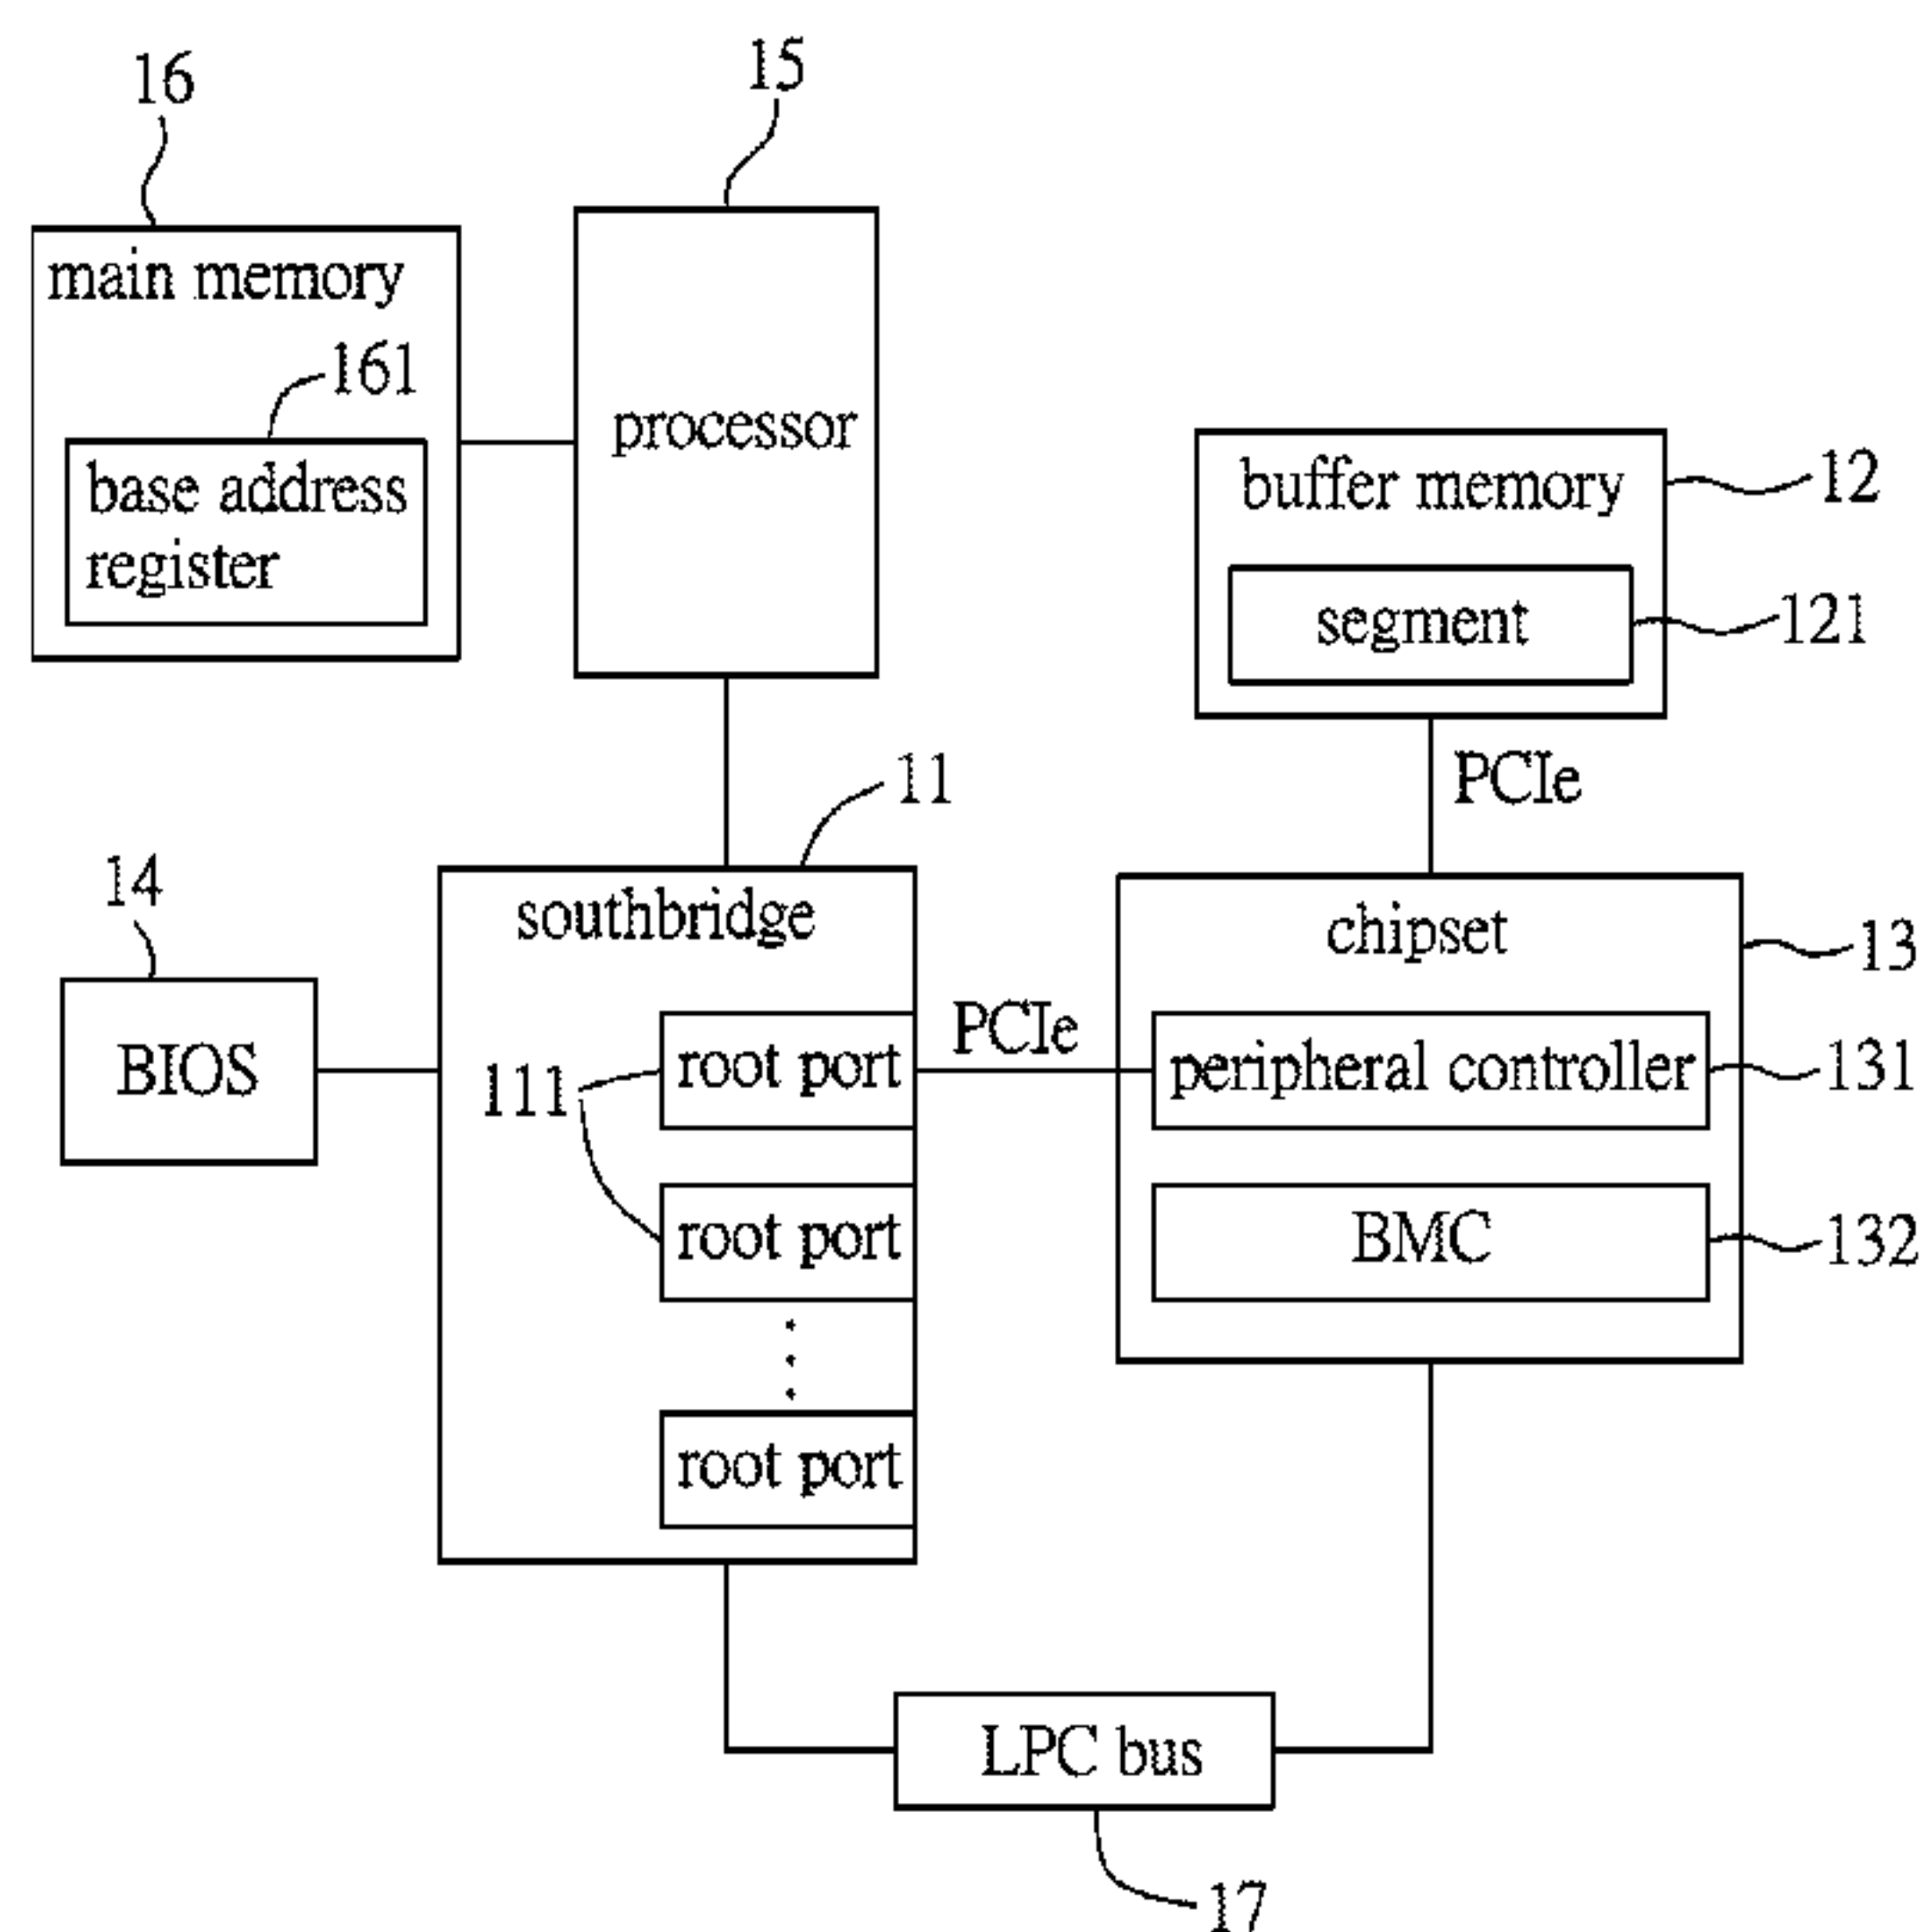 16
15
main memory
161
processor
base address
register
buffer memory
12
segment
121
PCIe
11
14
southbridge
chipset
13
BIOS
111
root port
PCIe
peripheral controller
131
root port
BMC
132
root port
LPC bus
17